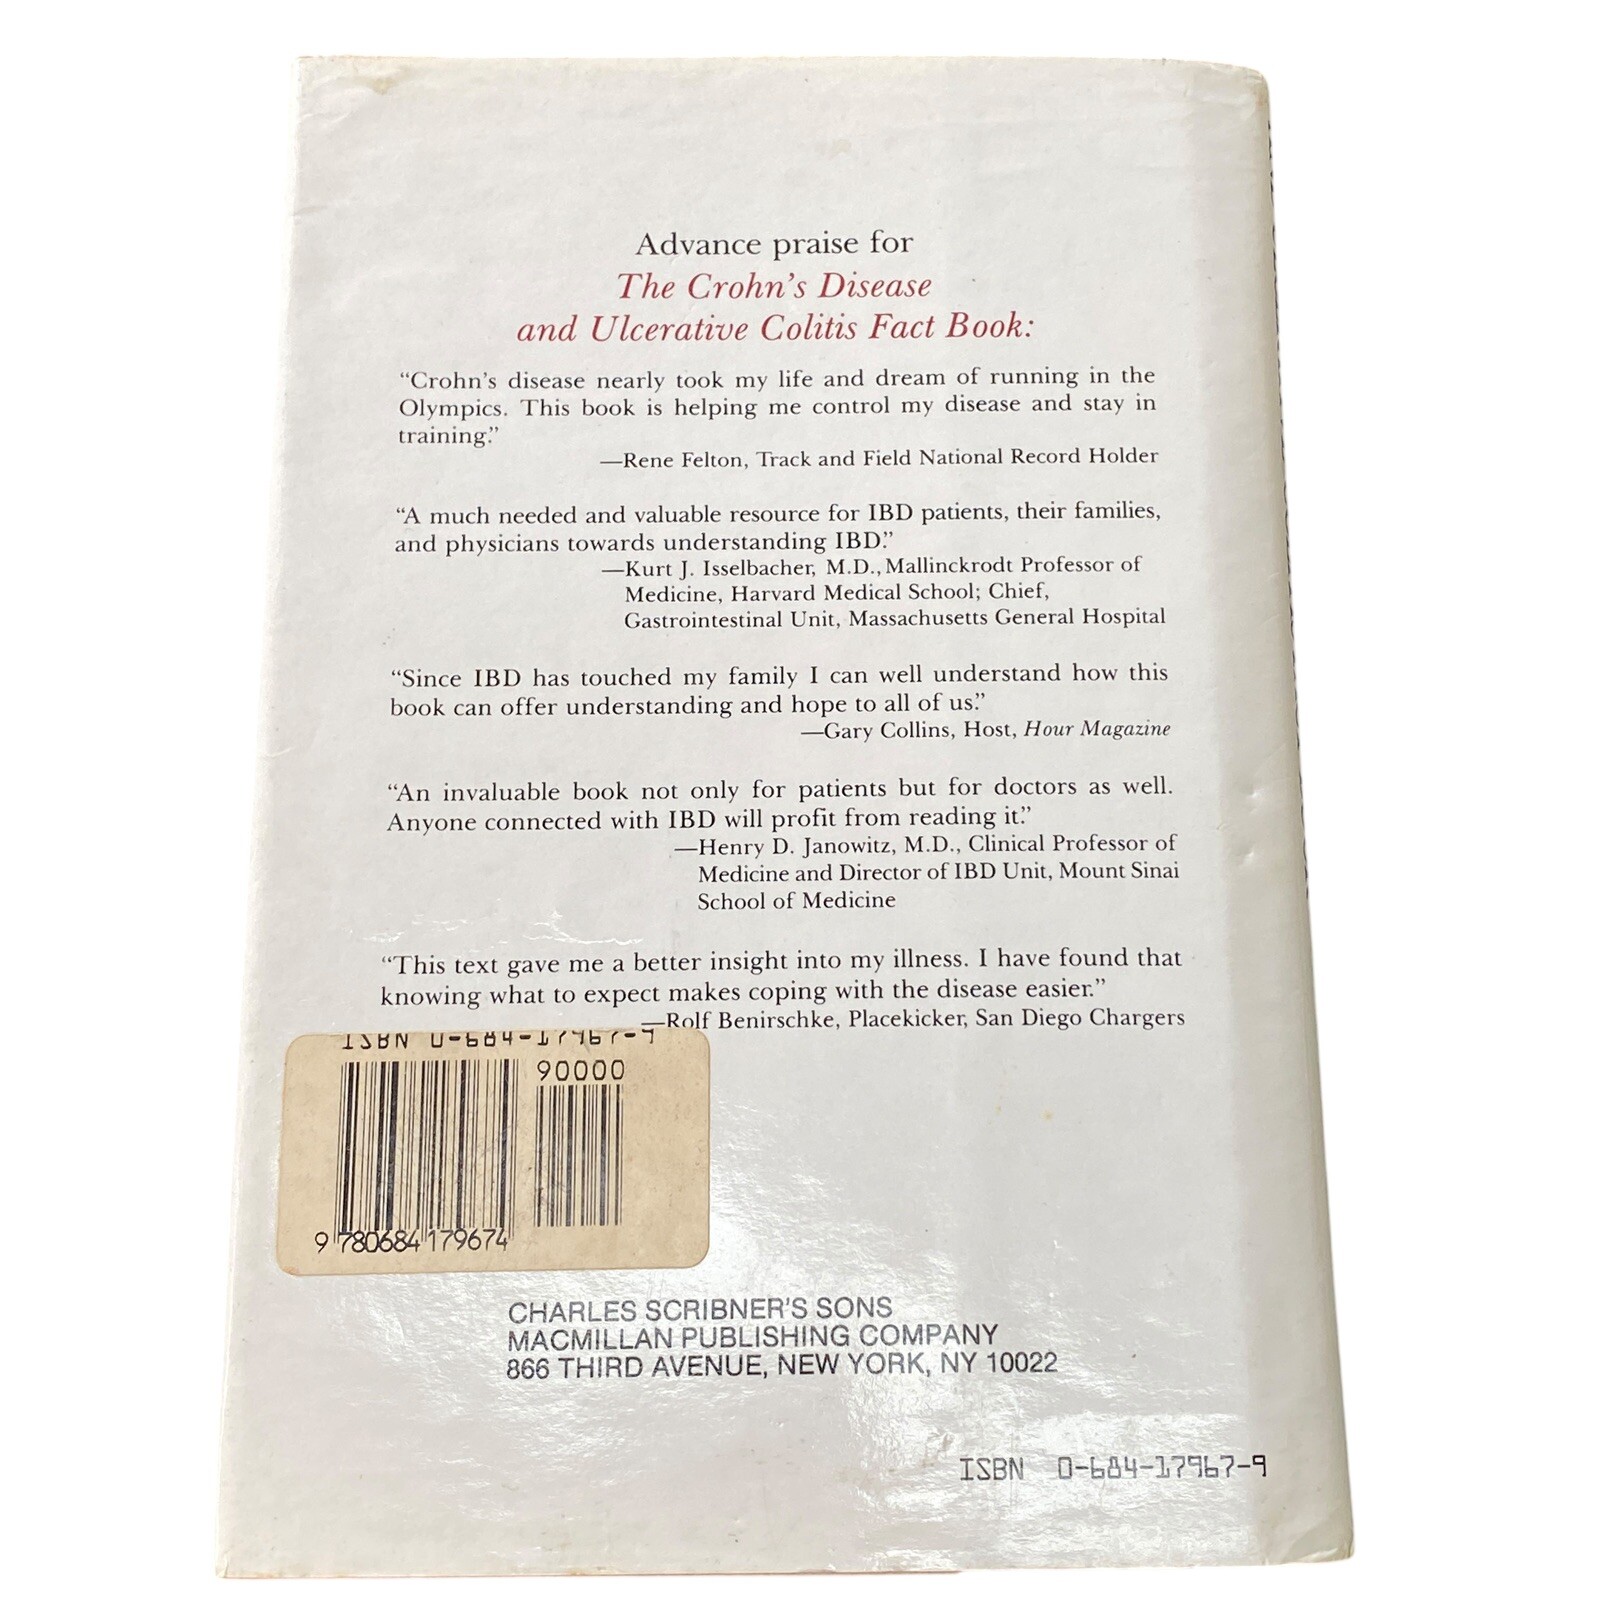 Advance praise for
The Crohn's Disease
and Ulcerative Colitis Fact Book:
“Crohn's disease nearly took my life and dream of running in the
Olympics. This book is helping me control my disease and stay in
training.”
—Rene Felton, Track and Field National Record Holder
“A much needed and valuable resource for IBD patients, their families,
and physicians towards understanding IBD.”
—Kurt J. Isselbacher, M.D., Mallinckrodt Professor of
Medicine, Harvard Medical School; Chief,
Gastrointestinal Unit, Massachusetts General Hospital
“Since IBD has touched my family I can well understand how this
book can offer understanding and hope to all of us.”
—Gary Collins, Host, Hour Magazine
“An invaluable book not only for patients but for doctors as well.
Anyone connected with IBD will profit from reading it.”
—Henry D. Janowitz, M.D., Clinical Professor of
Medicine and Director of IBD Unit, Mount Sinai
School of Medicine
“This text gave me a better insight into my illness. I have found that
knowing what to expect makes coping with the disease easier.”
—Rolf Benirschke, Placekicker, San Diego Chargers
ISBN 0-684-17967-9
90000
9 780684 179674
CHARLES SCRIBNER'S SONS
MACMILLAN PUBLISHING COMPANY
866 THIRD AVENUE, NEW YORK, NY 10022
ISBN 0-684-17967-9